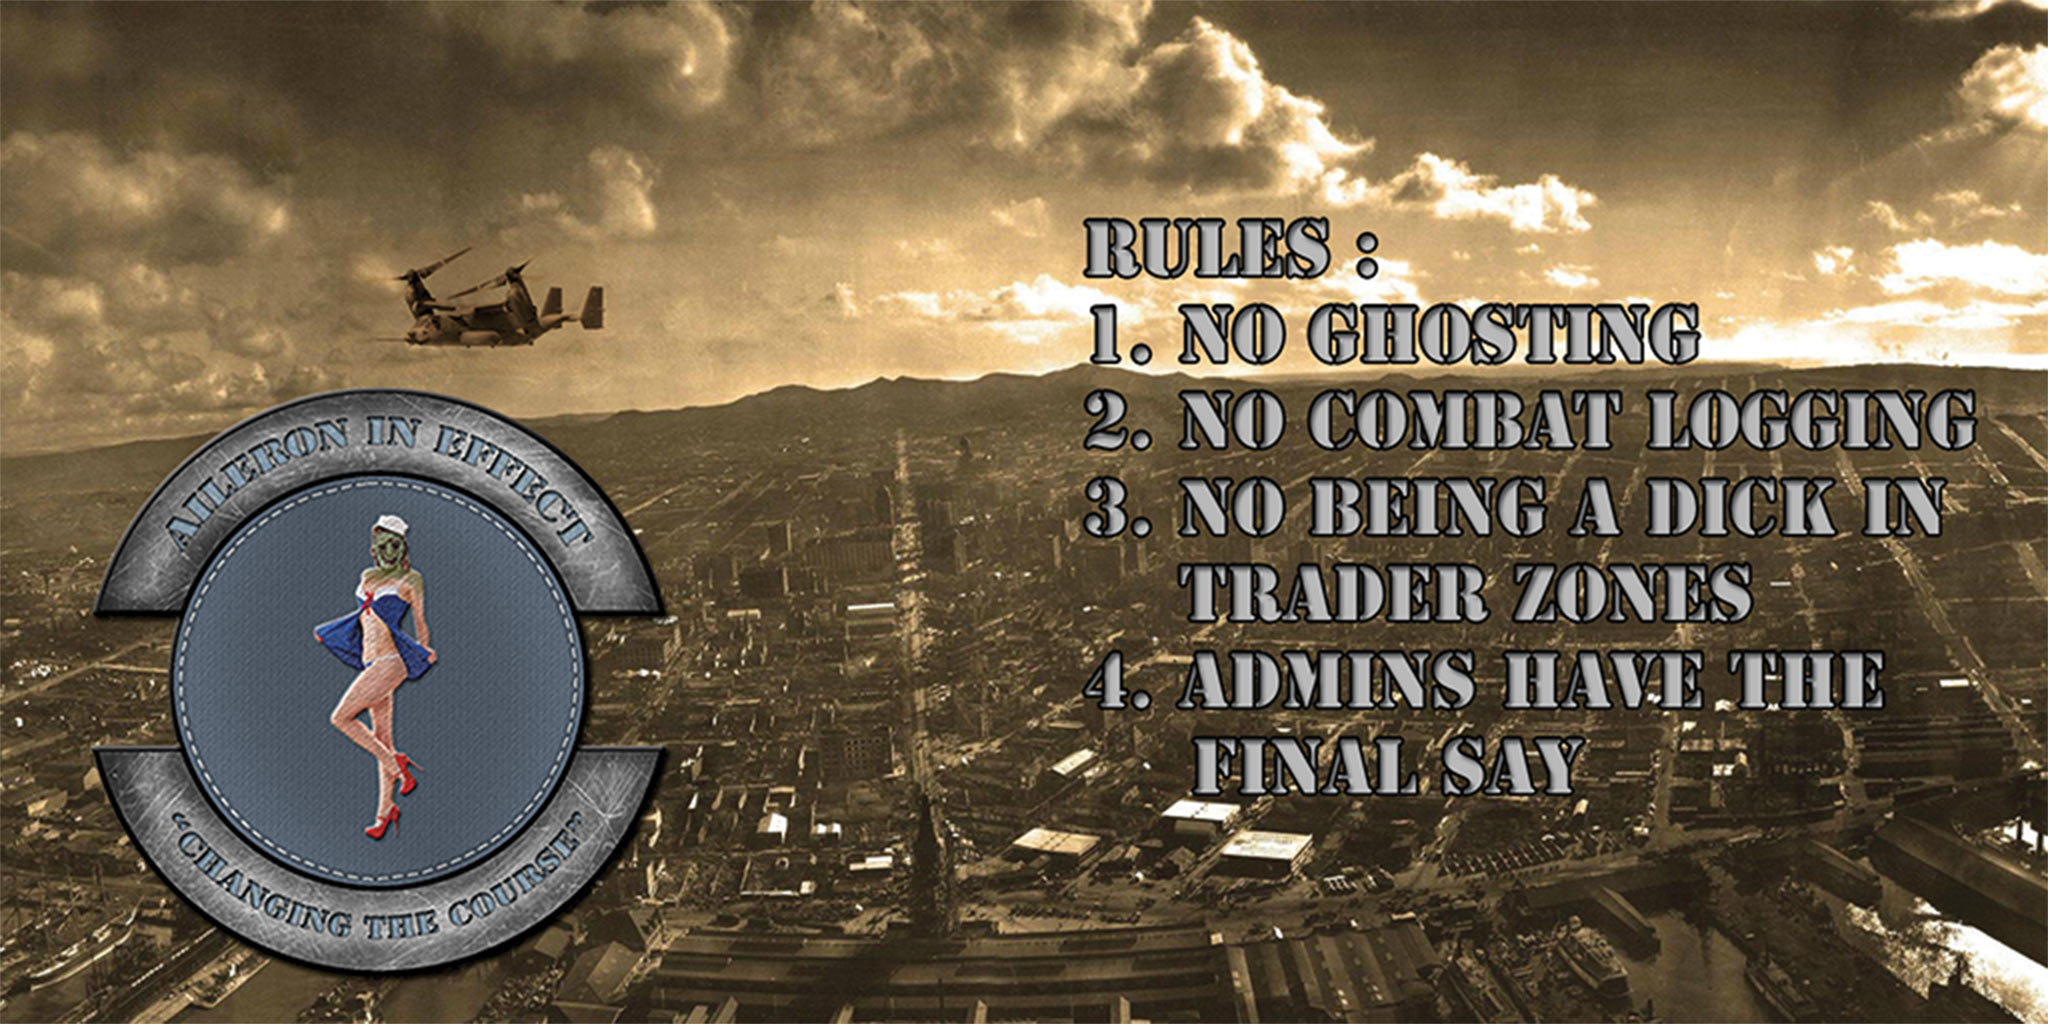 RULES :
1. NO GHOSTING
2. NO COMBAT LOGGING
3. NO BEING A DICK IN
TRADER ZONES
4. ADMINS HAVE THE
FINAL SAY
AILERON IN EFFECT
"CHANGING THE COURSE"